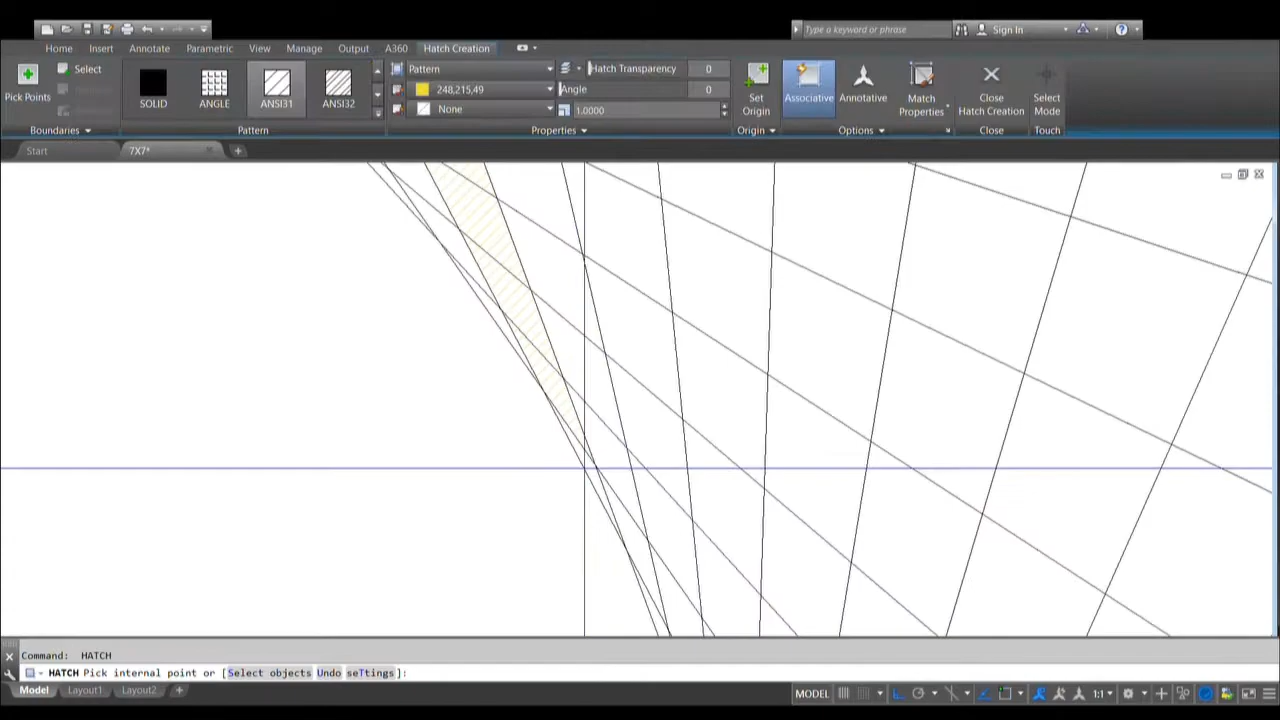 Type a keyword or phrase
Sign In
Home Insert Annotate Parametric View Manage Output A360 Hatch Creation
Pick Points
Select
Boundaries
SOLID
ANGLE
ANSI31
ANSI32
Pattern
Pattern
248,215,49
None
Hatch Transparency 0
Angle 0
1.0000
Properties
Set Origin
Origin
Associative
Annotative
Match Properties
Options
Close Hatch Creation
Close
Select Mode
Touch
Start 7X7*
Command: HATCH
HATCH Pick internal point or [Select objects Undo seTtings]:
Model Layout1 Layout2
MODEL 1:1